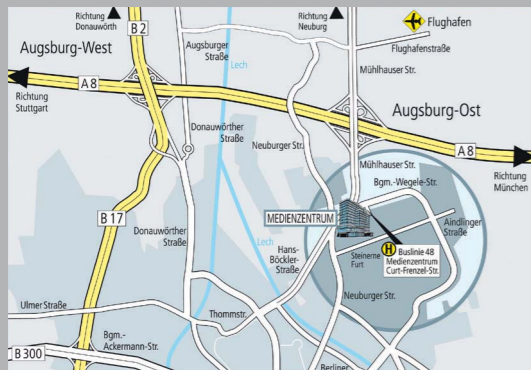 Richtung
Donauwörth
B 2
Augsburger
Straße
Richtung
Neuburg
Flughafen
Flughafenstraße
Augsburg-West
Lech
Mühlhauser Str.
A 8
Richtung
Stuttgart
Augsburg-Ost
Donauwörther
Straße
Neuburger Str.
A 8
Mühlhauser Str.
Richtung
München
Bgm.-Wegele-Str.
B 17
MEDIENZENTRUM
Donauwörther
Straße
Aindlinger
Straße
Lech
Hans-
Böckler-
Straße
Steinerne
Furt
H
Buslinie 48
Medienzentrum
Curt-Frenzel-Str.
Neuburger Str.
Ulmer Straße
Thommstr.
Bgm.-
Ackermann-Str.
B 300
Berliner